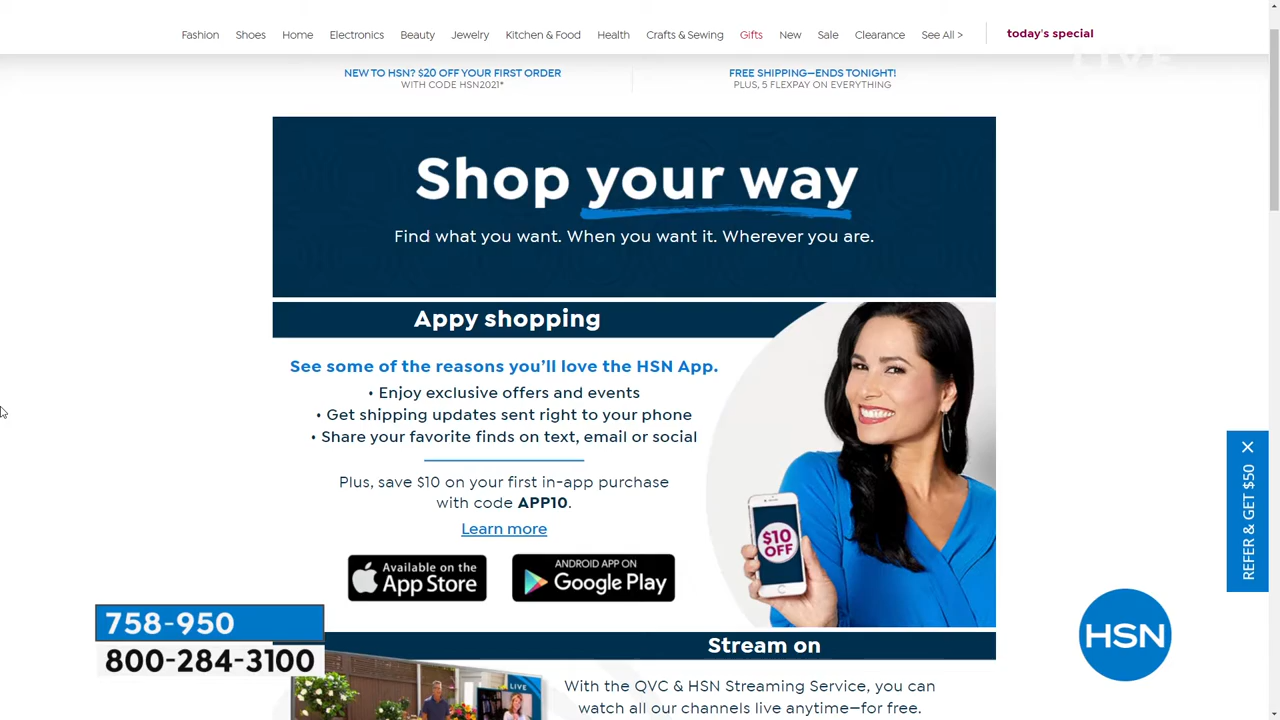 Fashion Shoes Home Electronics Beauty Jewelry Kitchen & Food Health Crafts & Sewing Gifts New Sale Clearance See All > today's special
LIVE
NEW TO HSN? $20 OFF YOUR FIRST ORDER
WITH CODE HSN2021*
FREE SHIPPING—ENDS TONIGHT!
PLUS, 5 FLEXPAY ON EVERYTHING
Shop your way
Find what you want. When you want it. Wherever you are.
Appy shopping
See some of the reasons you'll love the HSN App.
• Enjoy exclusive offers and events
• Get shipping updates sent right to your phone
• Share your favorite finds on text, email or social
Plus, save $10 on your first in-app purchase
with code APP10.
Learn more
Available on the
App Store
ANDROID APP ON
Google Play
$10
OFF
REFER & GET $50
758-950
800-284-3100
HSN
Stream on
LIVE
With the QVC & HSN Streaming Service, you can
watch all our channels live anytime—for free.